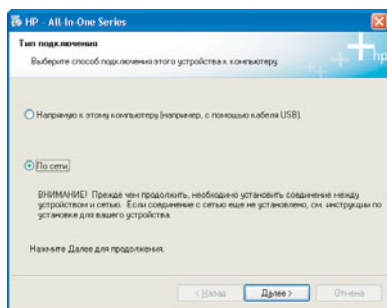 HP - All-In-One Series
Тип подключения
Выберите способ подключения этого устройства к компьютеру.
hp
Напрямую к этому компьютеру (например, с помощью кабеля USB).
По сети.
ВНИМАНИЕ! Прежде чем продолжить, необходимо установить соединение между
устройством и сетью. Если соединение с сетью еще не установлено, см. инструкции по
установке для вашего устройства.
Нажмите Далее для продолжения.
< Назад
Далее >
Отмена